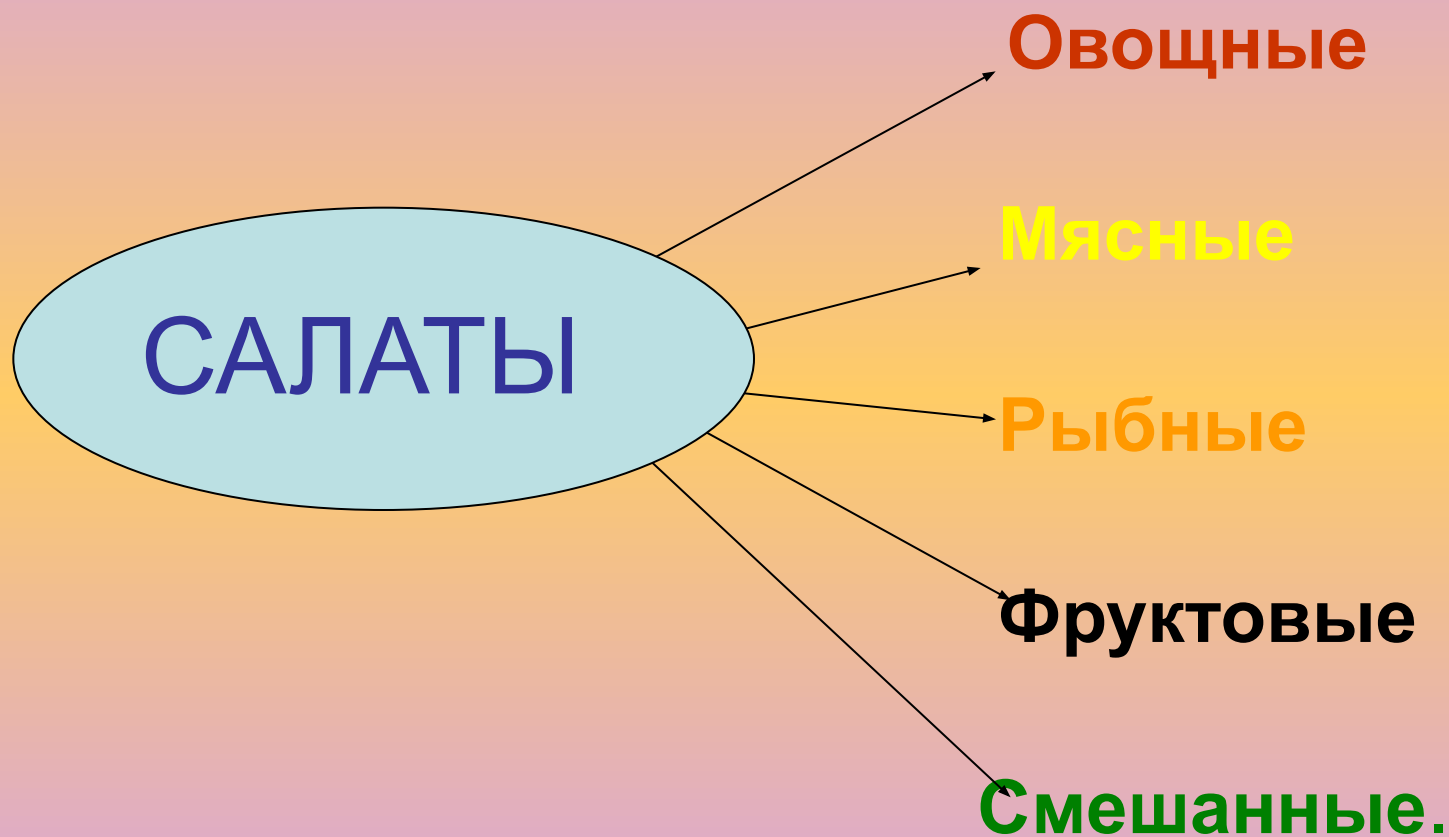 Овощные
Мясные
САЛАТЫ
Рыбные
Фруктовые
Смешанные.